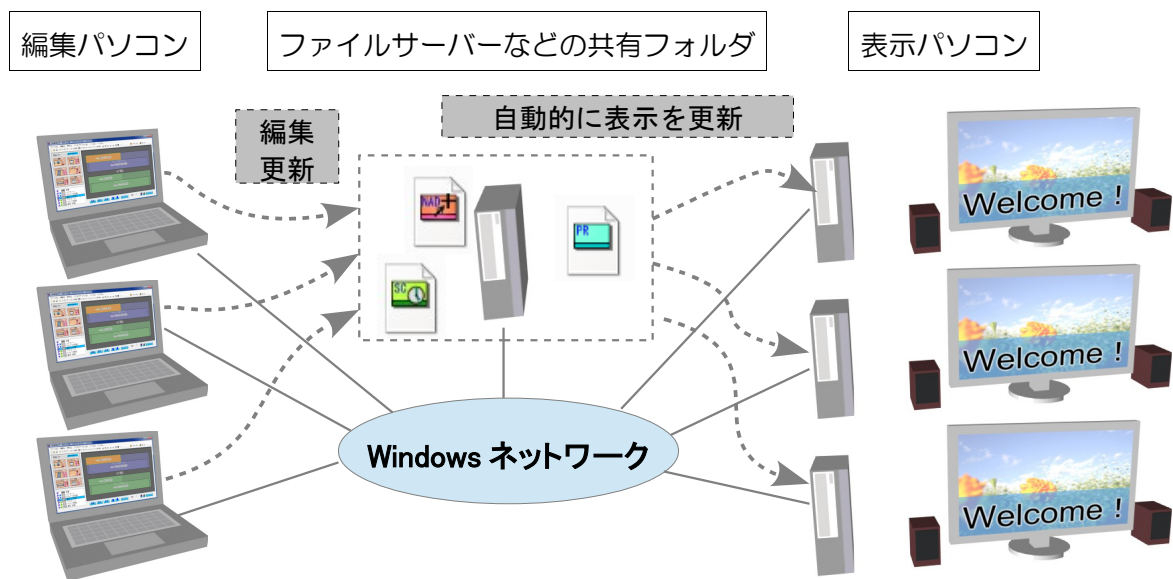 編集パソコン
ファイルサーバーなどの共有フォルダ
表示パソコン
編集
更新
自動的に表示を更新
NAD
SC
PR
Welcome !
Welcome !
Welcome !
Windows ネットワーク